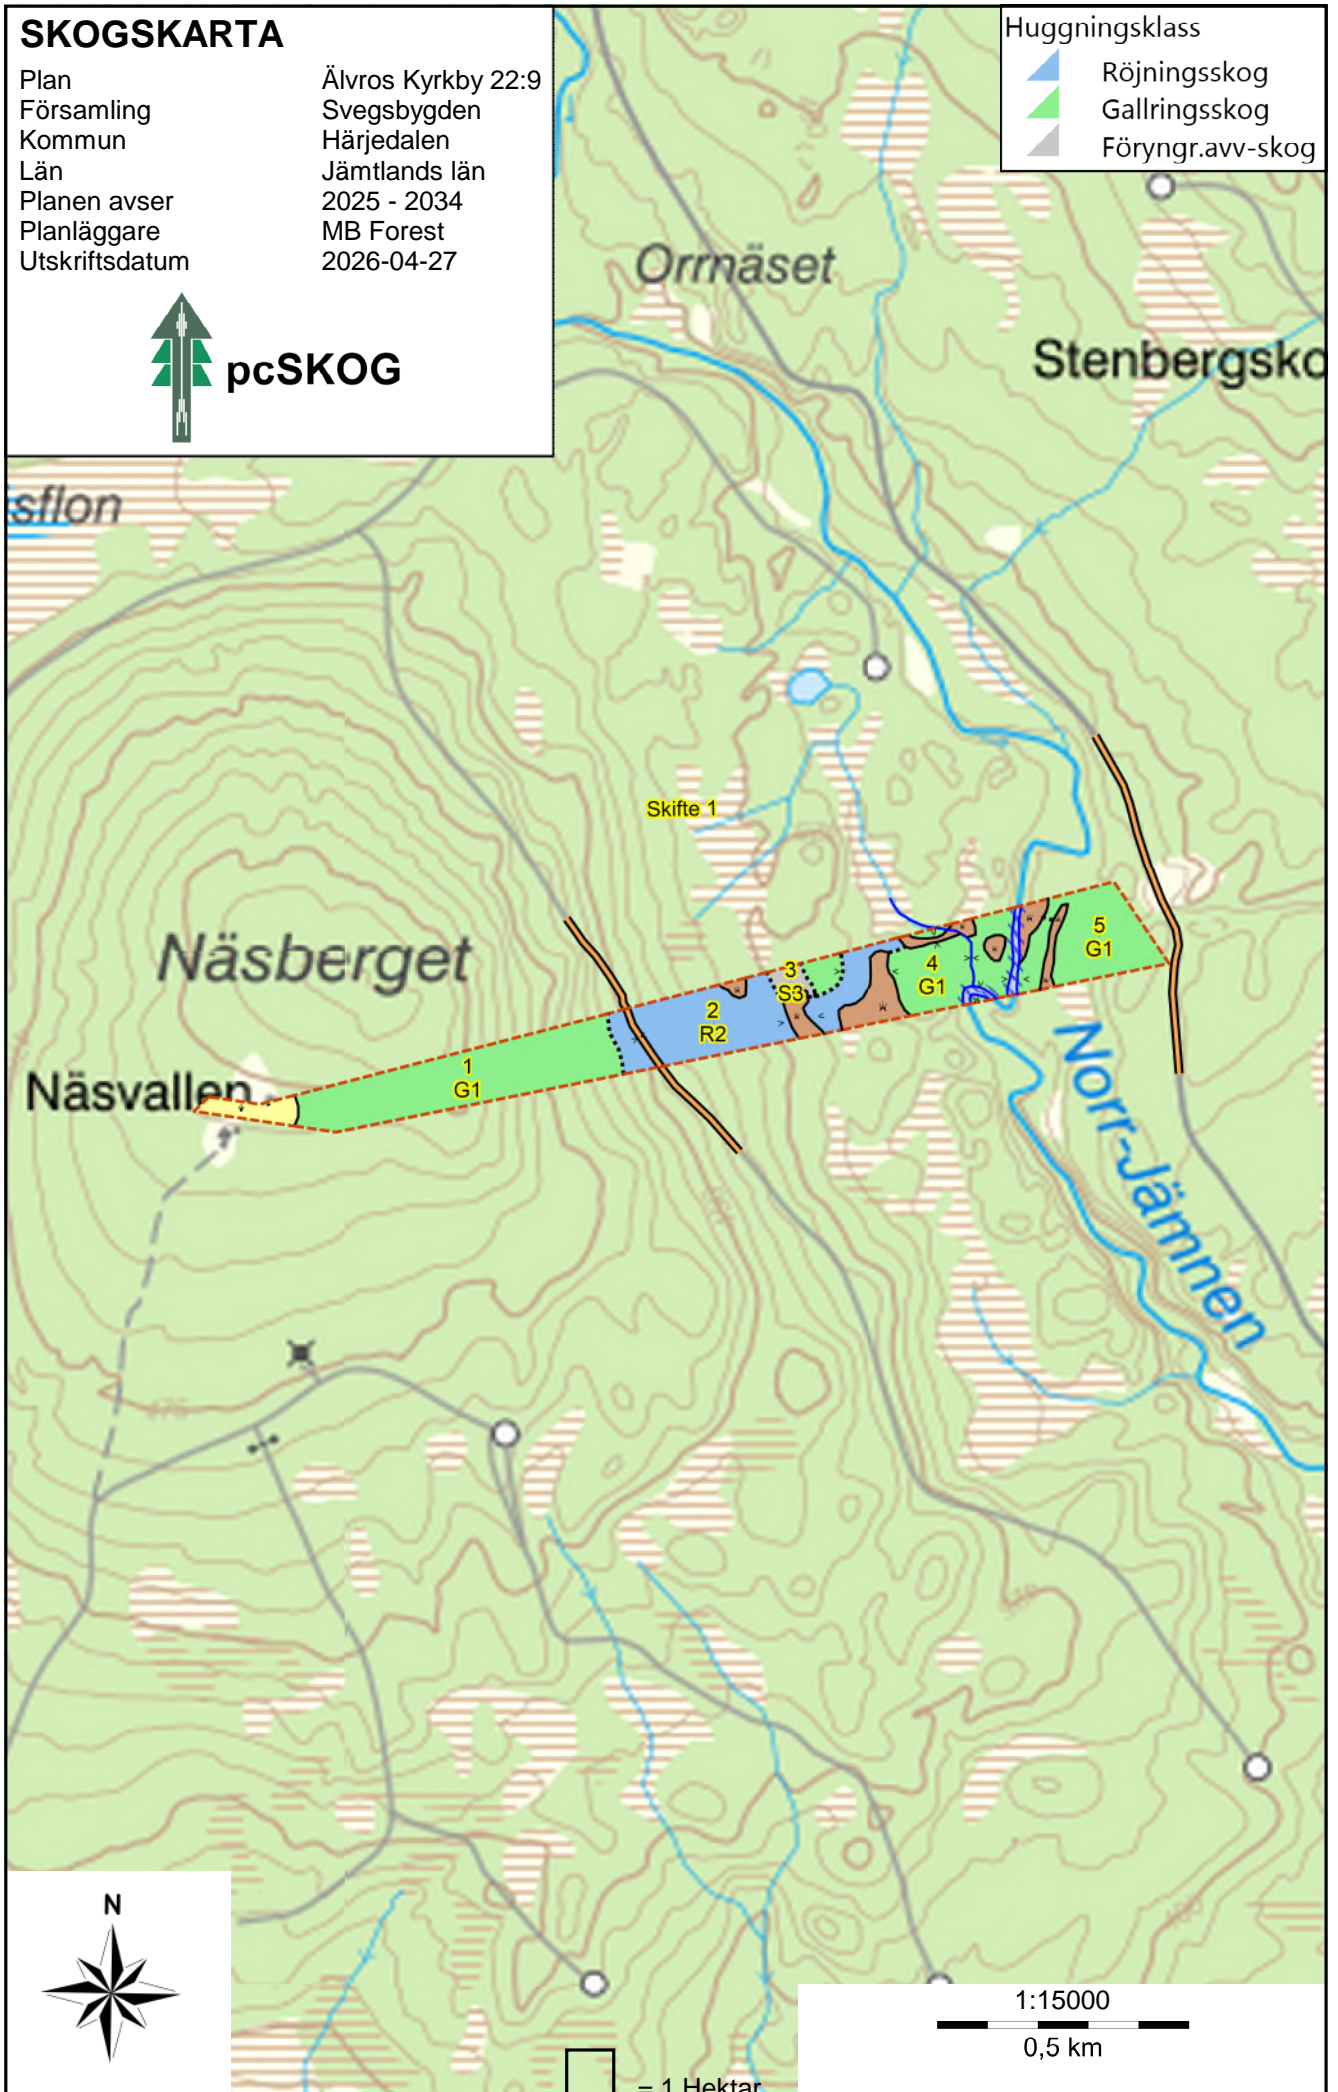 SKOGSKARTA
Plan Älvros Kyrkby 22:9
Församling Svegsbygden
Kommun Härjedalen
Län Jämtlands län
Planen avser 2025 - 2034
Planläggare MB Forest
Utskriftsdatum 2026-04-27
pcSKOG
Huggningsklass
Röjningsskog
Gallringsskog
Föryngr.avv-skog
Orrnäset
Stenbergsko
sflon
Skifte 1
Näsberget
5
G1
4
G1
3
S3
2
R2
1
G1
Näsvallen
Norr-Jämnen
475
N
1:15000
0,5 km
= 1 Hektar